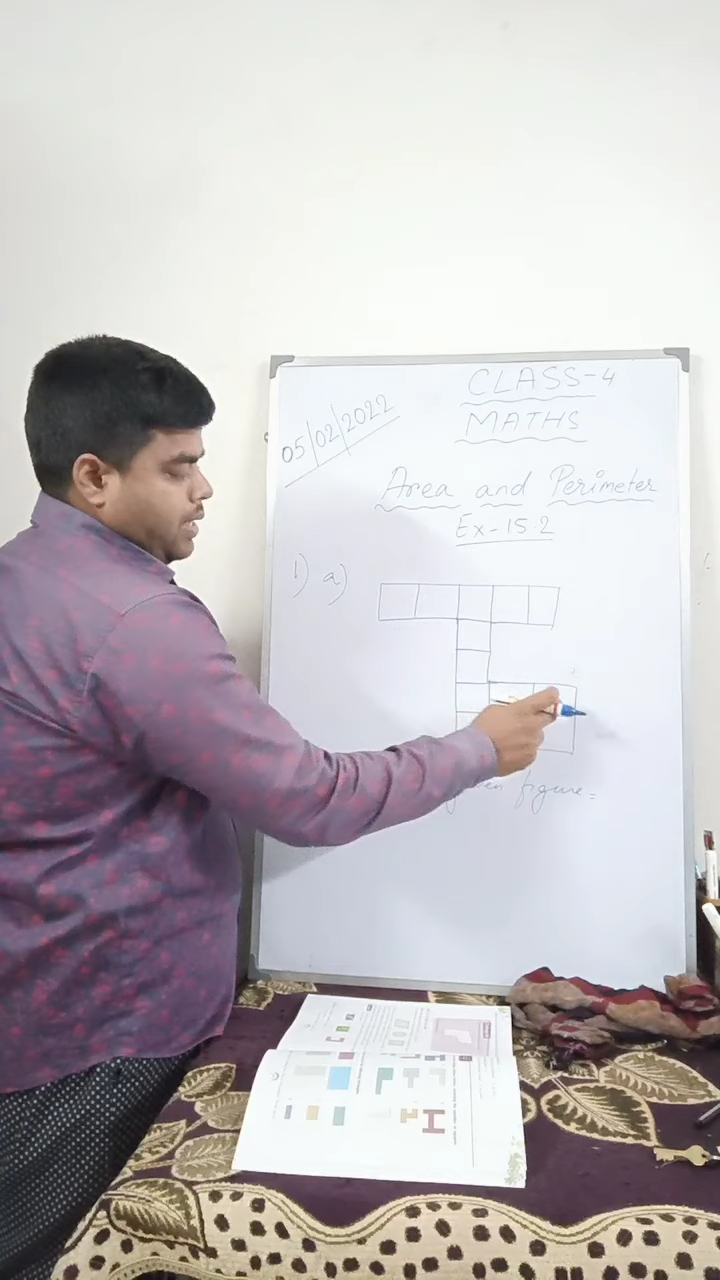 CLASS-4
05/02/2022
MATHS
Area and Perimeter
Ex-15.2
1) a)
figure=